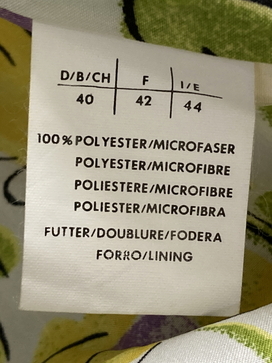 D/B/CH F I/E
40 42 44
100% POLYESTER/MICROFASER
POLYESTER/MICROFIBRE
POLIESTERE/MICROFIBRE
POLIESTER/MICROFIBRA
FUTTER/DOUBLURE/FODERA
FORRO/LINING